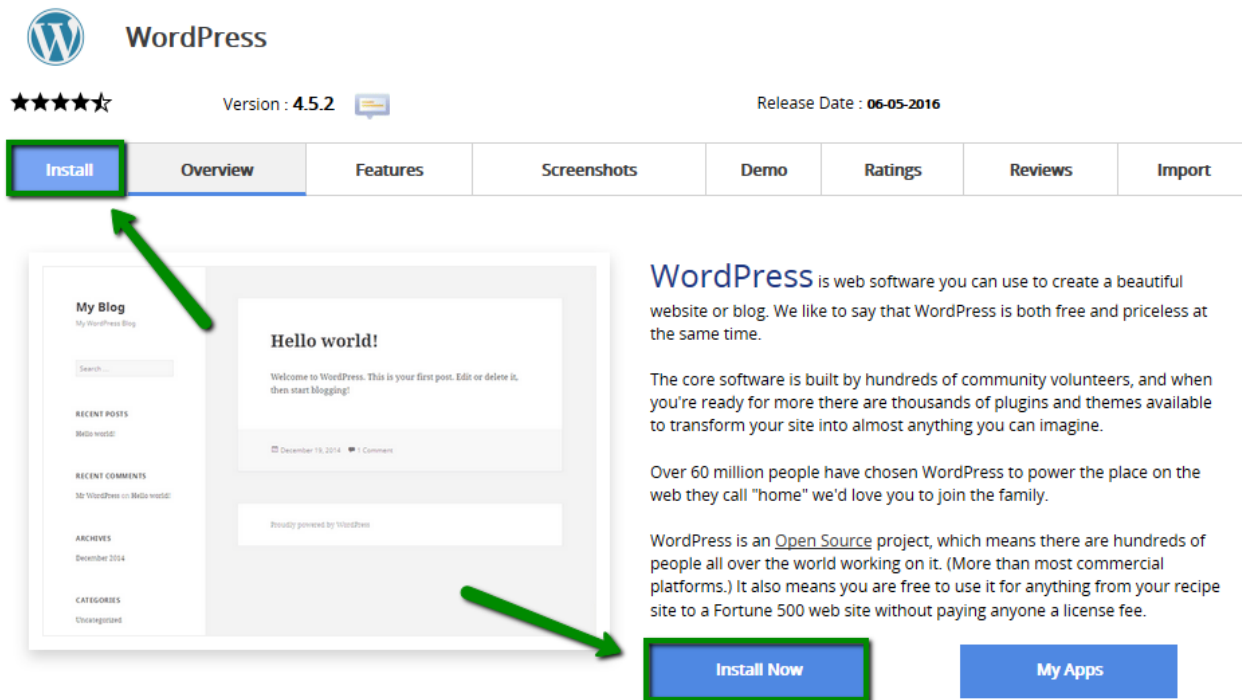 WordPress
Version : 4.5.2
Release Date : 06-05-2016
Install
Overview
Features
Screenshots
Demo
Ratings
Reviews
Import
My Blog
My WordPress Blog
Search ...
RECENT POSTS
Hello world!
RECENT COMMENTS
Mr WordPress on Hello world!
ARCHIVES
December 2014
CATEGORIES
Uncategorized
Hello world!
Welcome to WordPress. This is your first post. Edit or delete it,
then start blogging!
December 19, 2014 1 Comment
Proudly powered by WordPress
WordPress is web software you can use to create a beautiful
website or blog. We like to say that WordPress is both free and priceless at
the same time.
The core software is built by hundreds of community volunteers, and when
you're ready for more there are thousands of plugins and themes available
to transform your site into almost anything you can imagine.
Over 60 million people have chosen WordPress to power the place on the
web they call "home" we'd love you to join the family.
WordPress is an Open Source project, which means there are hundreds of
people all over the world working on it. (More than most commercial
platforms.) It also means you are free to use it for anything from your recipe
site to a Fortune 500 web site without paying anyone a license fee.
Install Now
My Apps